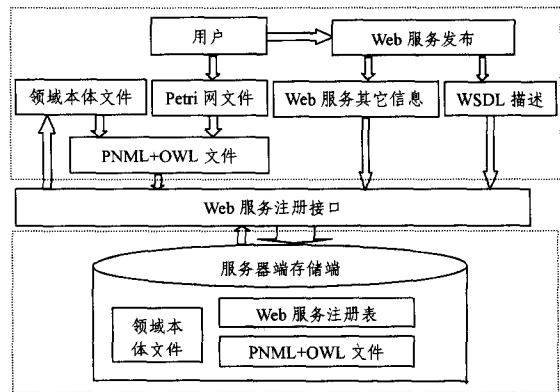 用户
Web 服务发布
领域本体文件
Petri 网文件
Web 服务其它信息
WSDL 描述
PNML+OWL 文件
Web 服务注册接口
服务器端存储端
领域本
体文件
Web 服务注册表
PNML+OWL 文件